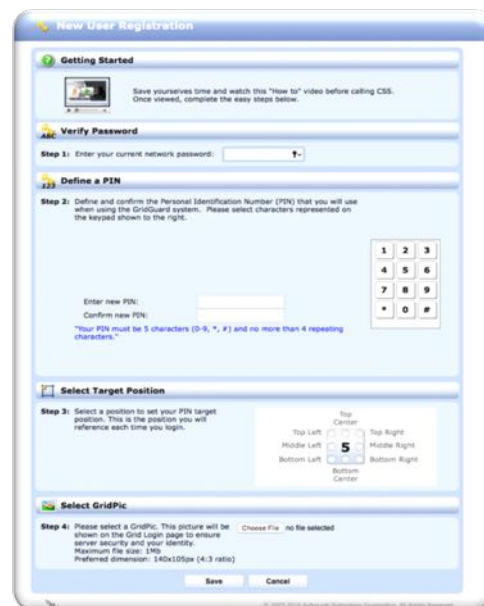 New User Registration
Getting Started
Save yourselves time and watch this "How to" video before calling CSS.
Once viewed, complete the easy steps below.
ABC Verify Password
Step 1: Enter your current network password:
123 Define a PIN
Step 2: Define and confirm the Personal Identification Number (PIN) that you will use
when using the GridGuard system. Please select characters represented on
the keypad shown to the right.
1 2 3
4 5 6
7 8 9
* 0 #
Enter new PIN:
Confirm new PIN:
"Your PIN must be 5 characters (0-9, *, #) and no more than 4 repeating
characters."
Select Target Position
Step 3: Select a position to set your PIN target
position. This is the position you will
reference each time you login.
Top
Center
Top Left Top Right
Middle Left 5 Middle Right
Bottom Left Bottom Right
Bottom
Center
Select GridPic
Step 4: Please select a GridPic. This picture will be
shown on the Grid Login page to ensure
server security and your identity.
Maximum file size: 1Mb
Preferred dimension: 140x105px (4:3 ratio)
Choose File no file selected
Save Cancel